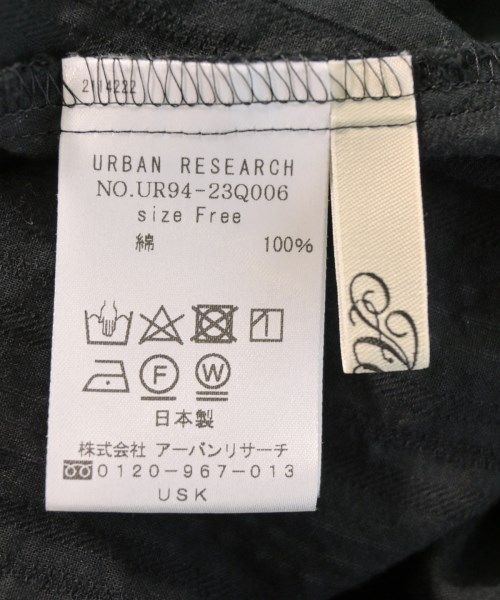 2114222
URBAN RESEARCH
NO.UR94-23Q006
size Free
綿 100%
F W
日本製
株式会社 アーバンリサーチ
0120-967-013
USK